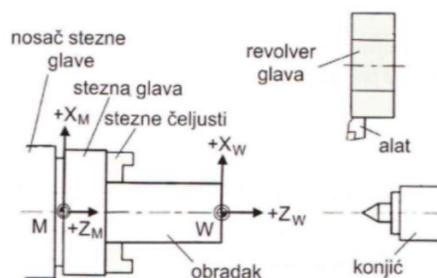 nosač stezne
glave
stezna glava
stezne čeljusti
+X_M
+X_W
M
+Z_M
W
+Z_W
obradak
revolver
glava
alat
konjić